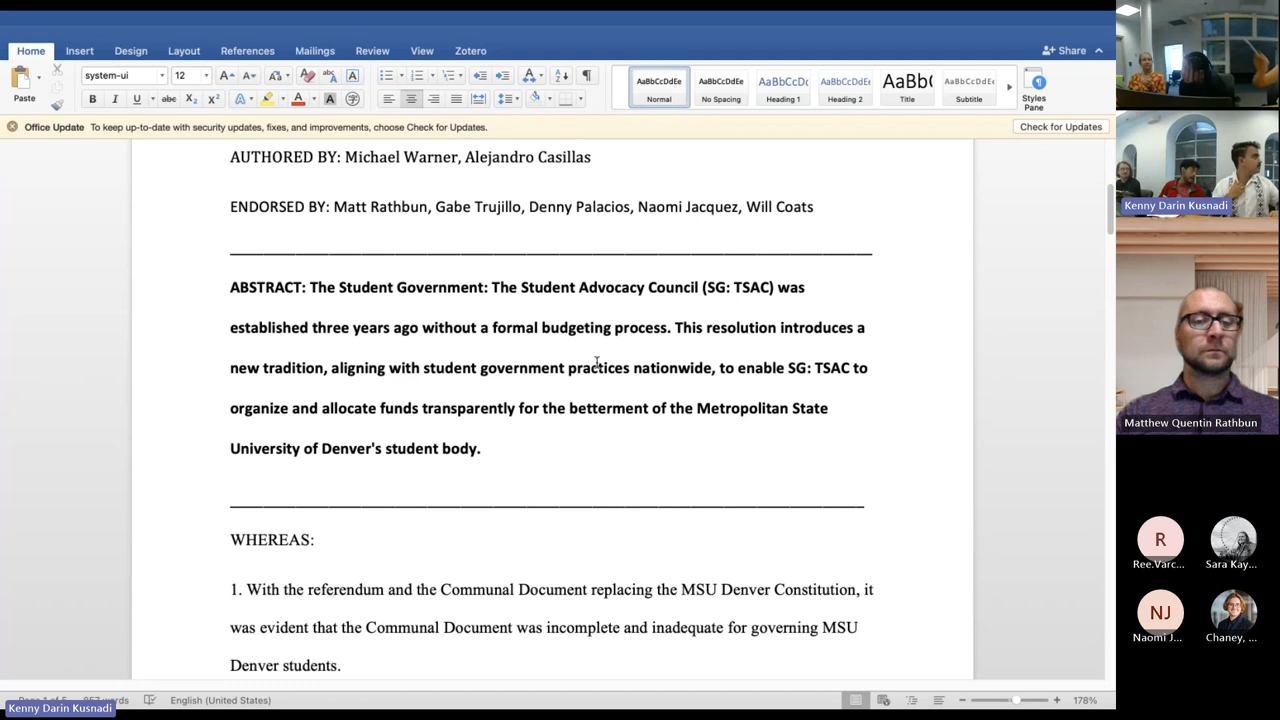 Home Insert Design Layout References Mailings Review View Zotero Share
Paste
system-ui 12
AaBbCcDdEe AaBbCcDdEe AaBbCcDc AaBbCcDdEe AaBb( AaBbCcDdEe
Normal No Spacing Heading 1 Heading 2 Title Subtitle
Styles
Pane
Office Update To keep up-to-date with security updates, fixes, and improvements, choose Check for Updates. Check for Updates
AUTHORED BY: Michael Warner, Alejandro Casillas
ENDORSED BY: Matt Rathbun, Gabe Trujillo, Denny Palacios, Naomi Jacquez, Will Coats
ABSTRACT: The Student Government: The Student Advocacy Council (SG: TSAC) was
established three years ago without a formal budgeting process. This resolution introduces a
new tradition, aligning with student government practices nationwide, to enable SG: TSAC to
organize and allocate funds transparently for the betterment of the Metropolitan State
University of Denver's student body.
WHEREAS:
1. With the referendum and the Communal Document replacing the MSU Denver Constitution, it
was evident that the Communal Document was incomplete and inadequate for governing MSU
Denver students.
English (United States) 178%
Kenny Darin Kusnadi
Kenny Darin Kusnadi
Matthew Quentin Rathbun
R
Ree.Varc...
Sara Kay...
NJ
Naomi J...
Chaney, ...